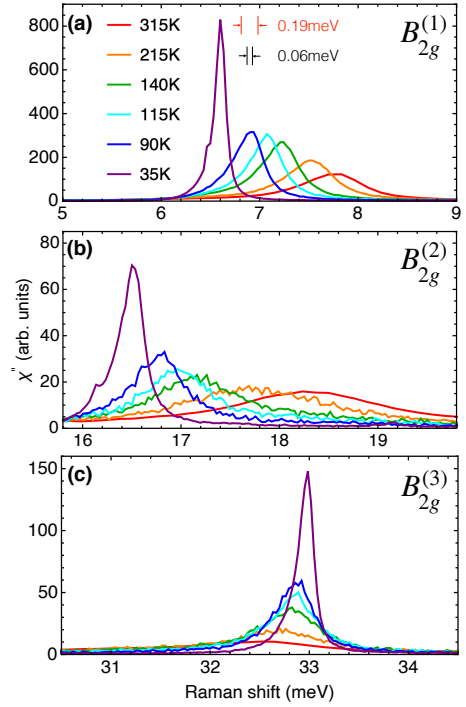 (a)
315K
215K
140K
115K
90K
35K
0.19meV
0.06meV
B_{2g}^{(1)}
800
600
400
200
0
5 6 7 8 9
(b)
B_{2g}^{(2)}
80
60
40
20
0
16 17 18 19
χ" (arb. units)
(c)
B_{2g}^{(3)}
150
100
50
0
31 32 33 34
Raman shift (meV)